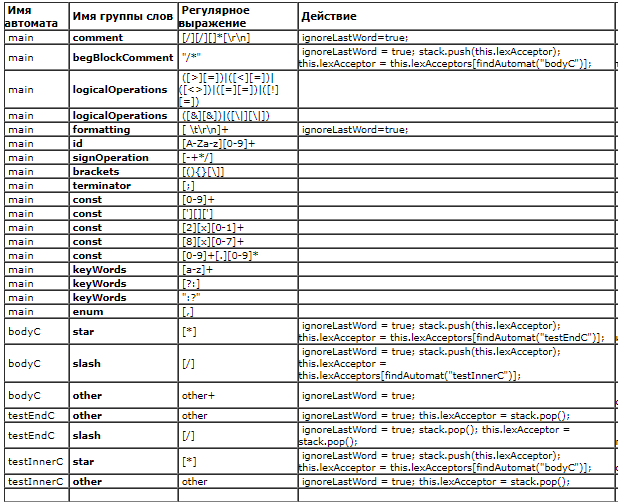 Имя автомата Имя группы слов Регулярное выражение Действие
main comment [/][/][]*[\r\n] ignoreLastWord=true;
main begBlockComment "/*" ignoreLastWord = true; stack.push(this.lexAcceptor);
this.lexAcceptor = this.lexAcceptors[findAutomat("bodyC")];
main logicalOperations ([>][=])|([<][=])|
([<>])|([=][=])|([!]
[=])
main logicalOperations ([&][&])|([\|][\|])
main formatting [ \t\r\n]+ ignoreLastWord=true;
main id [A-Za-z][0-9]+
main signOperation [-+*/]
main brackets [(){}[\]]
main terminator [;]
main const [0-9]+
main const ['][]['] 
main const [2][x][0-1]+
main const [8][x][0-7]+
main const [0-9]+[.][0-9]*
main keyWords [a-z]+
main keyWords [?:]
main keyWords ":?"
main enum [,]
bodyC star [*] ignoreLastWord = true; stack.push(this.lexAcceptor);
this.lexAcceptor = this.lexAcceptors[findAutomat("testEndC")];
bodyC slash [/] ignoreLastWord = true; stack.push(this.lexAcceptor);
this.lexAcceptor =
this.lexAcceptors[findAutomat("testInnerC")];
bodyC other other+ ignoreLastWord = true;
testEndC other other ignoreLastWord = true; this.lexAcceptor = stack.pop();
testEndC slash [/] ignoreLastWord = true; stack.pop(); this.lexAcceptor =
stack.pop();
testInnerC star [*] ignoreLastWord = true; stack.push(this.lexAcceptor);
this.lexAcceptor = this.lexAcceptors[findAutomat("bodyC")];
testInnerC other other ignoreLastWord = true; this.lexAcceptor = stack.pop();